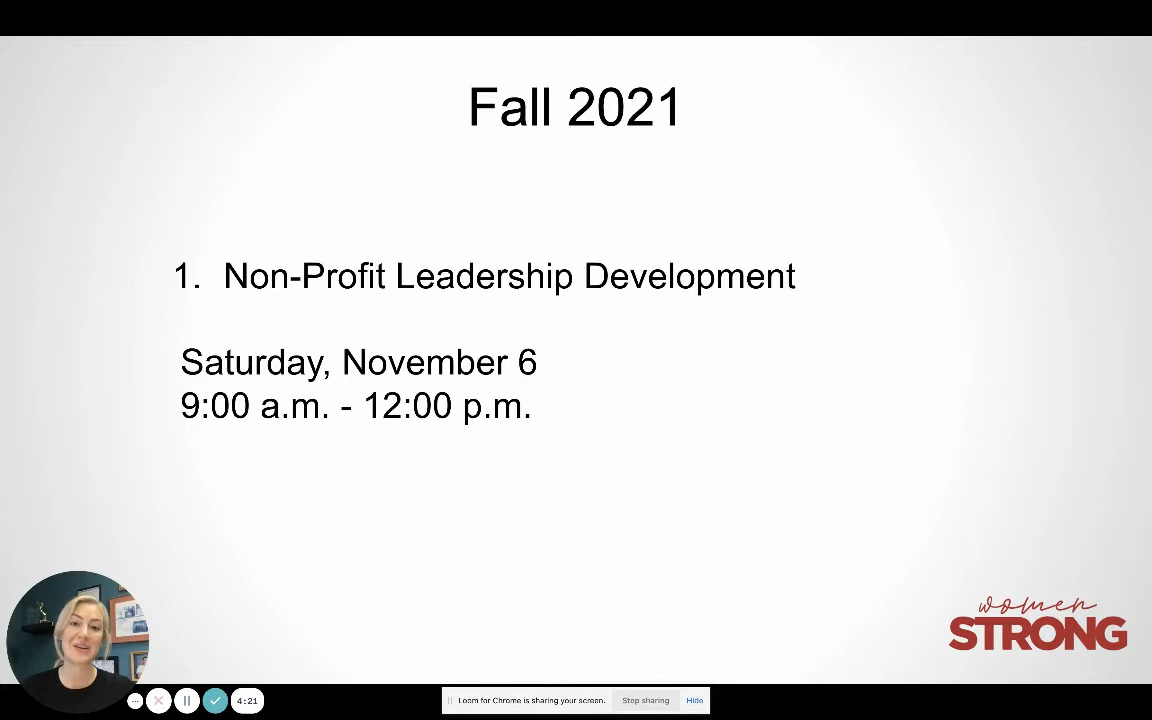 Fall 2021
1. Non-Profit Leadership Development
Saturday, November 6
9:00 a.m. - 12:00 p.m.
women
STRONG
4:21
Loom for Chrome is sharing your screen. Stop sharing Hide